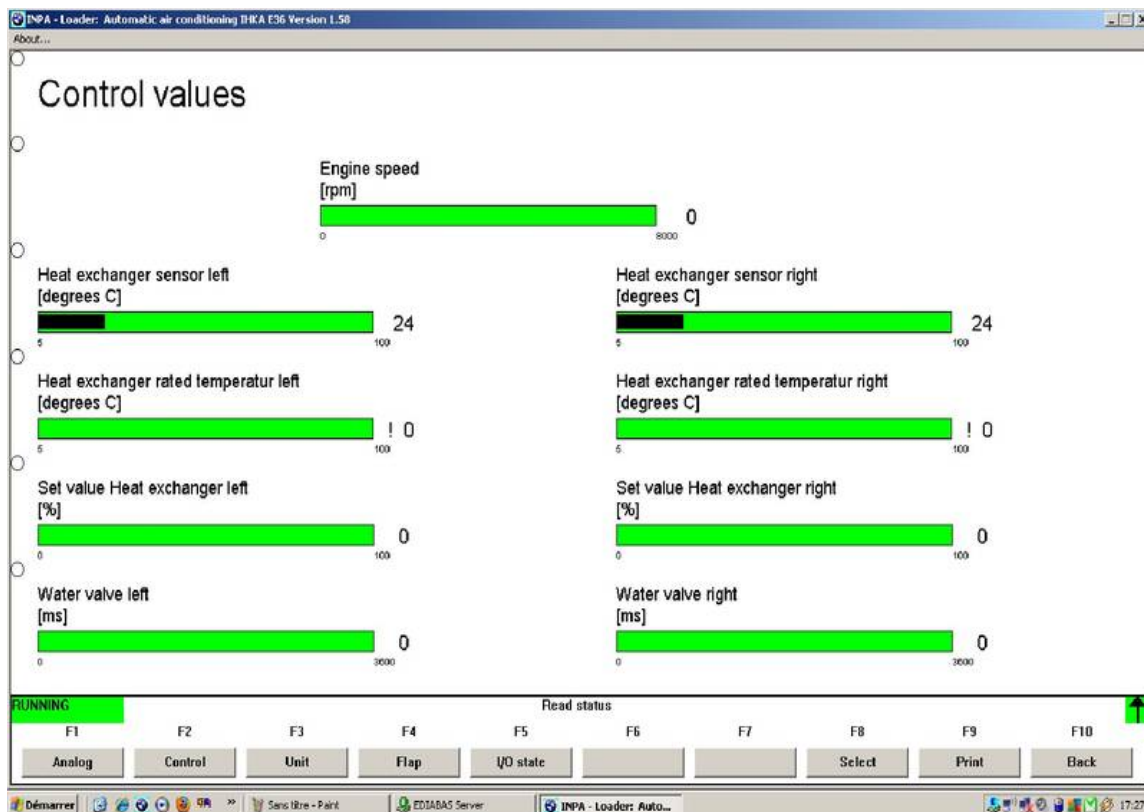 INPA - Loader: Automatic air conditioning IHKA E36 Version 1.58
About...
Control values
Engine speed
[rpm]
0
0 8000
Heat exchanger sensor left
[degrees C]
24
5 100
Heat exchanger sensor right
[degrees C]
24
5 100
Heat exchanger rated temperatur left
[degrees C]
! 0
5 100
Heat exchanger rated temperatur right
[degrees C]
! 0
5 100
Set value Heat exchanger left
[%]
0
0 100
Set value Heat exchanger right
[%]
0
0 100
Water valve left
[ms]
0
0 3600
Water valve right
[ms]
0
0 3600
RUNNING Read status
F1 F2 F3 F4 F5 F6 F7 F8 F9 F10
Analog Control Unit Flap I/O state Select Print Back
Démarrer » Sans titre - Paint EDIABAS Server INPA - Loader: Auto...